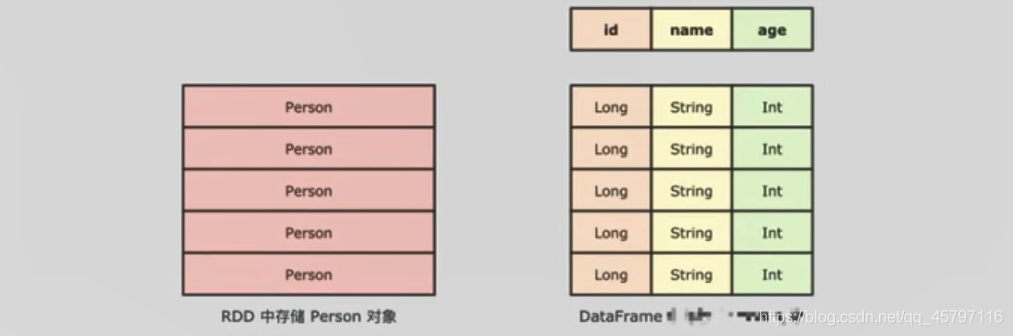 id name age
Person
Person
Person
Person
Person
Long String Int
Long String Int
Long String Int
Long String Int
Long String Int
RDD 中存储 Person 对象
DataFrame
https://blog.csdn.net/qq_45797116